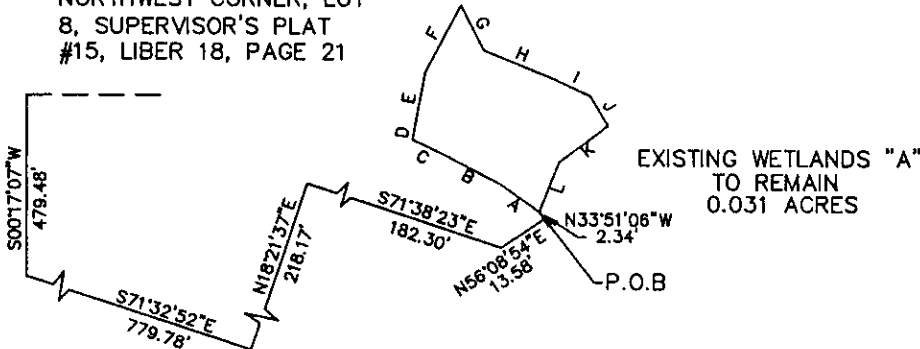 NORTHWEST CORNER, LOT
8, SUPERVISOR'S PLAT
#15, LIBER 18, PAGE 21
F
G
H
I
J
E
D
C
B
A
K
L
EXISTING WETLANDS "A"
TO REMAIN
0.031 ACRES
S00°17'07"W
479.48'
S71°32'52"E
779.78'
N18°21'37"E
218.17'
S71°38'23"E
182.30'
N56°08'54"E
13.58'
N33°51'06"W
2.34'
P.O.B